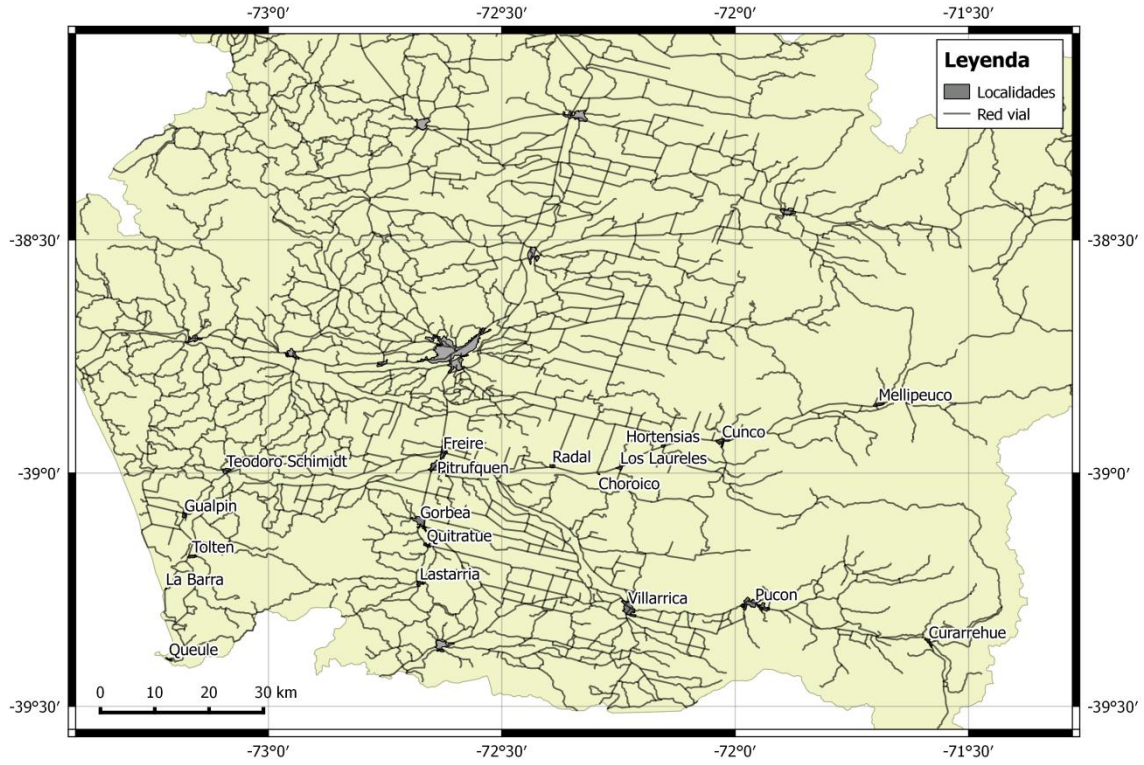 -73°0' -72°30' -72°0' -71°30'
Leyenda
Localidades
Red vial
-38°30' -38°30'
Mellipeuco
Cunco
Hortensias
Freire
Radal
Los Laureles
Teodoro Schmidt
Pitrufquen
-39°0' -39°0'
Choroico
Gualpin
Gorbea
Quitratue
Tolten
Lastarria
La Barra
Villarrica
Pucon
Curarrehue
Queule
0 10 20 30 km
-39°30' -39°30'
-73°0' -72°30' -72°0' -71°30'